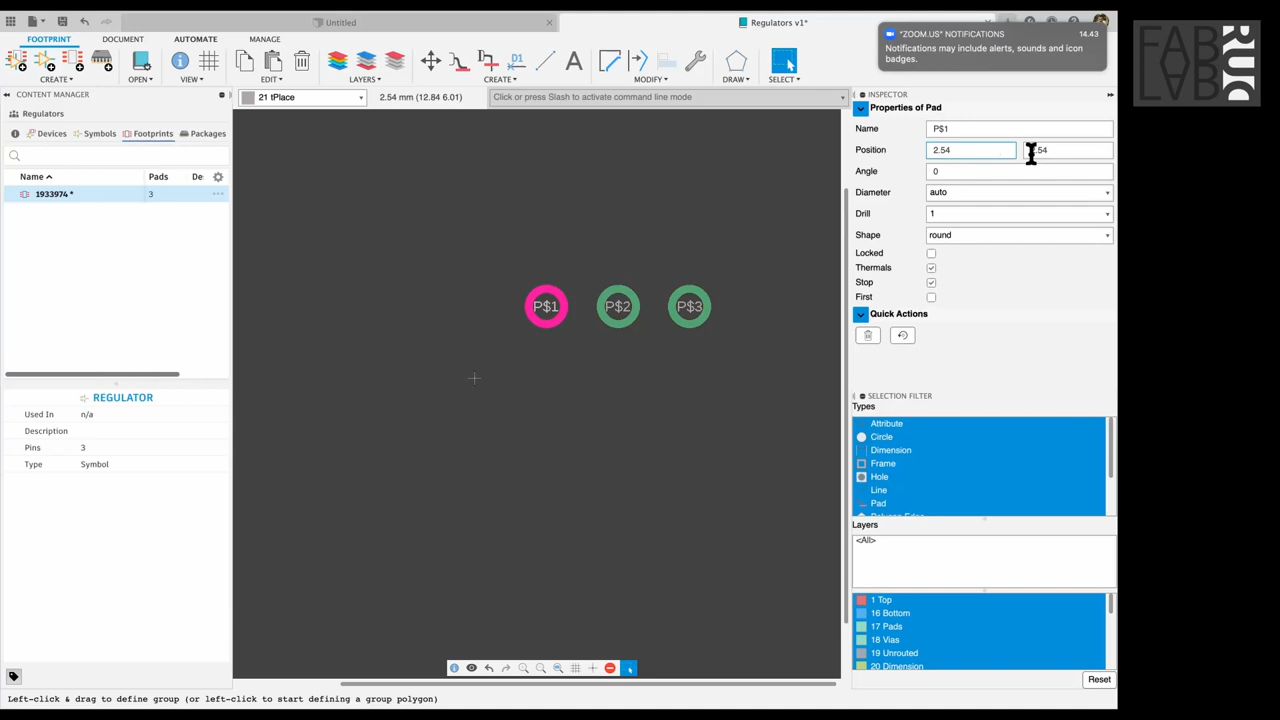 Untitled
Regulators v1*
"ZOOM.US" NOTIFICATIONS 14.43
Notifications may include alerts, sounds and icon
badges.
FAB
LAB
RUC
FOOTPRINT DOCUMENT AUTOMATE MANAGE
D1 A
CREATE OPEN VIEW EDIT LAYERS CREATE MODIFY DRAW SELECT
CONTENT MANAGER
21 tPlace 2.54 mm (12.84 6.01) Click or press Slash to activate command line mode
Regulators
Devices Symbols Footprints Packages
Name Pads De
1933974 * 3
REGULATOR
Used In n/a
Description
Pins 3
Type Symbol
P$1 P$2 P$3
INSPECTOR
Properties of Pad
Name P$1
Position 2.54 .54
Angle 0
Diameter auto
Drill 1
Shape round
Locked
Thermals
Stop
First
Quick Actions
SELECTION FILTER
Types
Attribute
Circle
Dimension
Frame
Hole
Line
Pad
Layers
<All>
1 Top
16 Bottom
17 Pads
18 Vias
19 Unrouted
20 Dimension
Reset
Left-click & drag to define group (or left-click to start defining a group polygon)